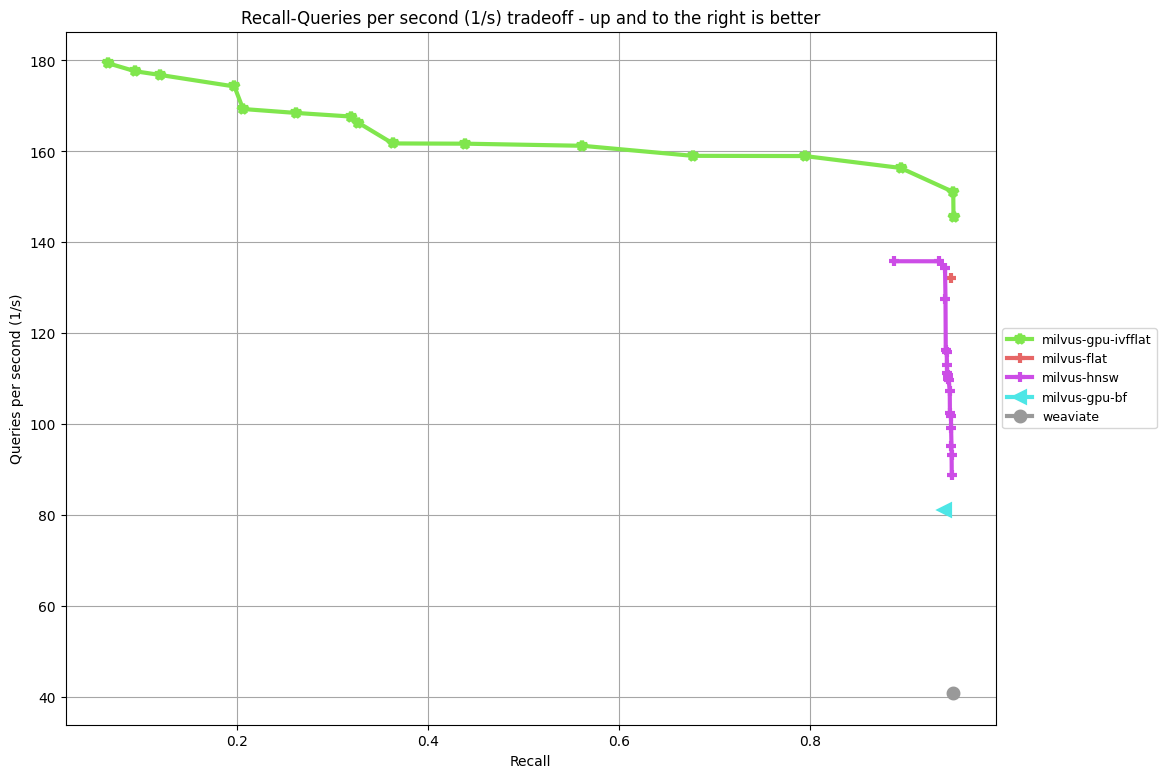 Recall-Queries per second (1/s) tradeoff - up and to the right is better
180
160
140
120
100
80
60
40
Queries per second (1/s)
0.2
0.4
0.6
0.8
Recall
milvus-gpu-ivfflat
milvus-flat
milvus-hnsw
milvus-gpu-bf
weaviate